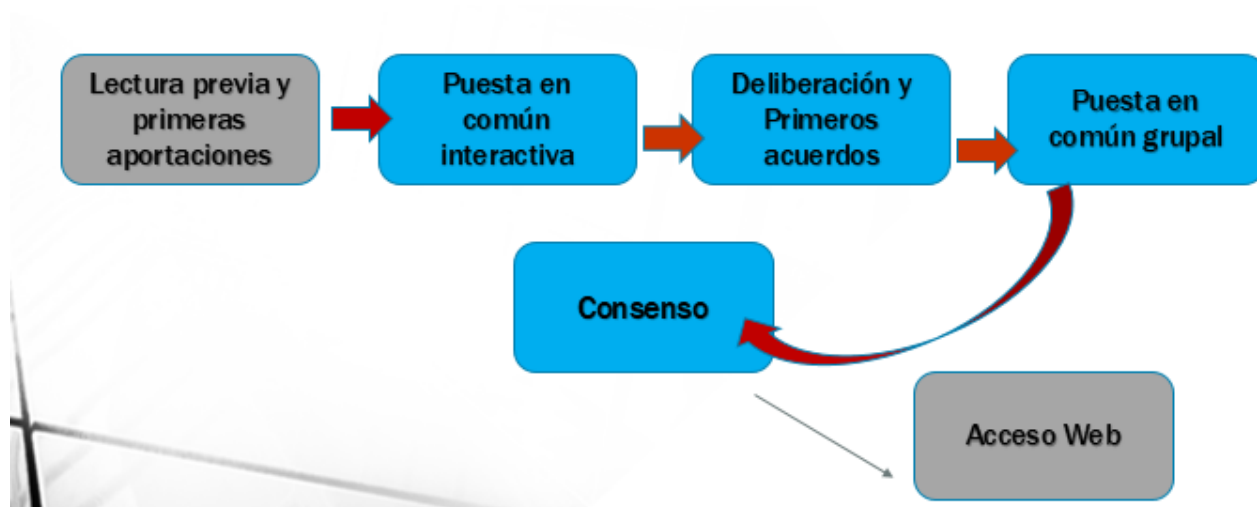 Lectura previa y
primeras
aportaciones
Puesta en
común
interactiva
Deliberación y
Primeros
acuerdos
Puesta en
común grupal
Consenso
Acceso Web